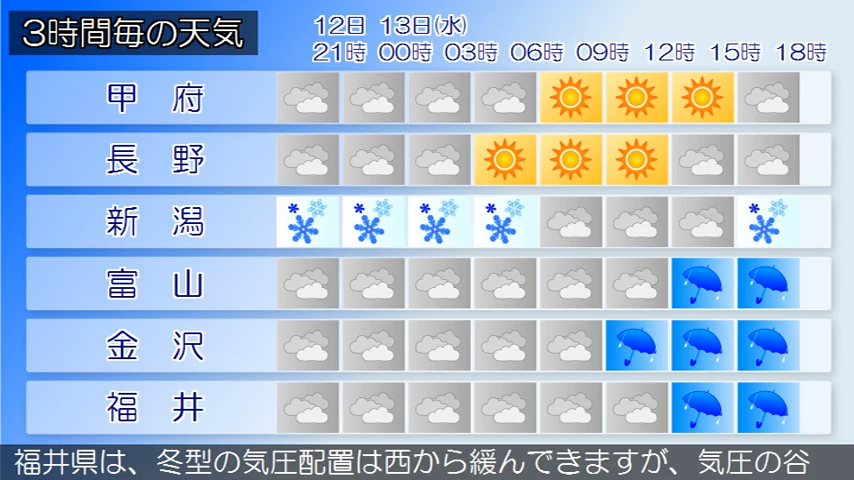 3時間毎の天気
12日 13日(水)
21時 00時 03時 06時 09時 12時 15時 18時
甲 府
長 野
新 潟
富 山
金 沢
福 井
福井県は、冬型の気圧配置は西から緩んできますが、気圧の谷